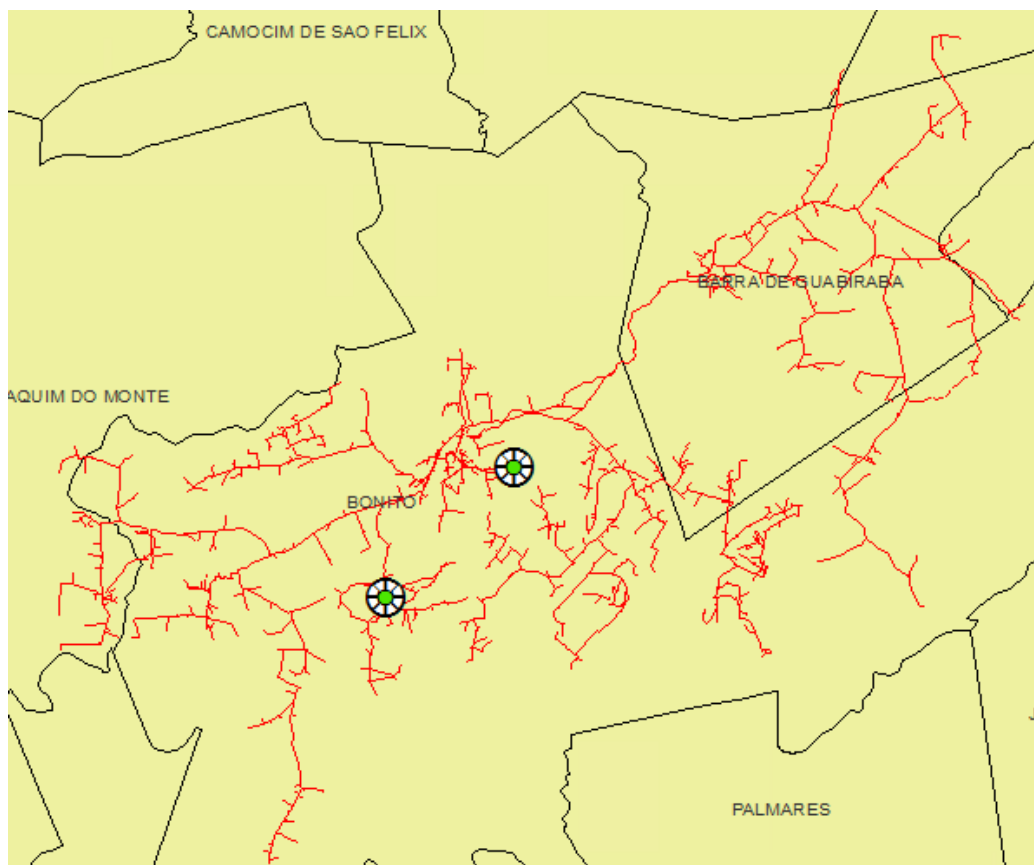 CAMOCIM DE SAO FELIX
BARRA DE GUABIRABA
AQUIM DO MONTE
BONITO
PALMARES